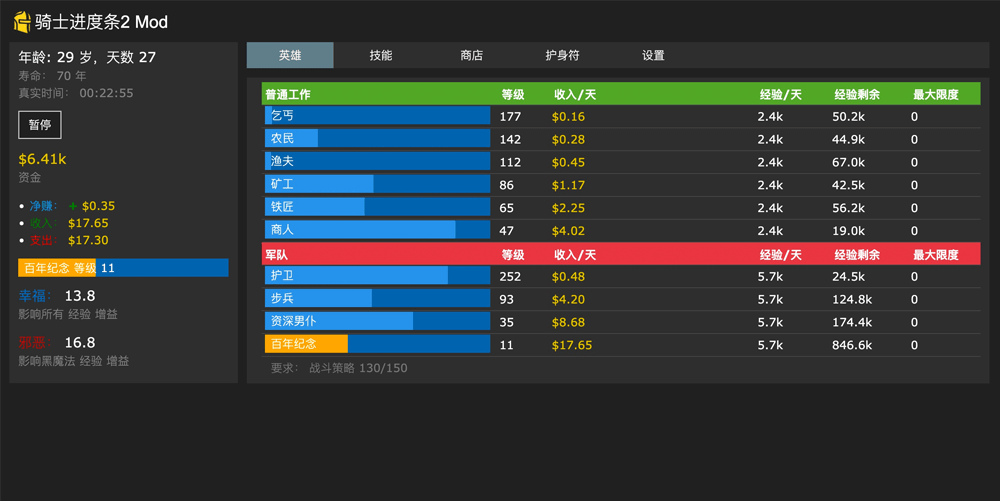 骑士进度条2 Mod
年龄: 29 岁，天数 27
寿命： 70 年
真实时间： 00:22:55
暂停
$6.41k
资金
• 净赚： + $0.35
• 收入： $17.65
• 支出： $17.30
百年纪念 等级 11
幸福： 13.8
影响所有 经验 增益
邪恶： 16.8
影响黑魔法 经验 增益
英雄 技能 商店 护身符 设置
普通工作 等级 收入/天 经验/天 经验剩余 最大限度
乞丐 177 $0.16 2.4k 50.2k 0
农民 142 $0.28 2.4k 44.9k 0
渔夫 112 $0.45 2.4k 67.0k 0
矿工 86 $1.17 2.4k 42.5k 0
铁匠 65 $2.25 2.4k 56.2k 0
商人 47 $4.02 2.4k 19.0k 0
军队 等级 收入/天 经验/天 经验剩余 最大限度
护卫 252 $0.48 5.7k 24.5k 0
步兵 93 $4.20 5.7k 124.8k 0
资深男仆 35 $8.68 5.7k 174.4k 0
百年纪念 11 $17.65 5.7k 846.6k 0
要求： 战斗策略 130/150